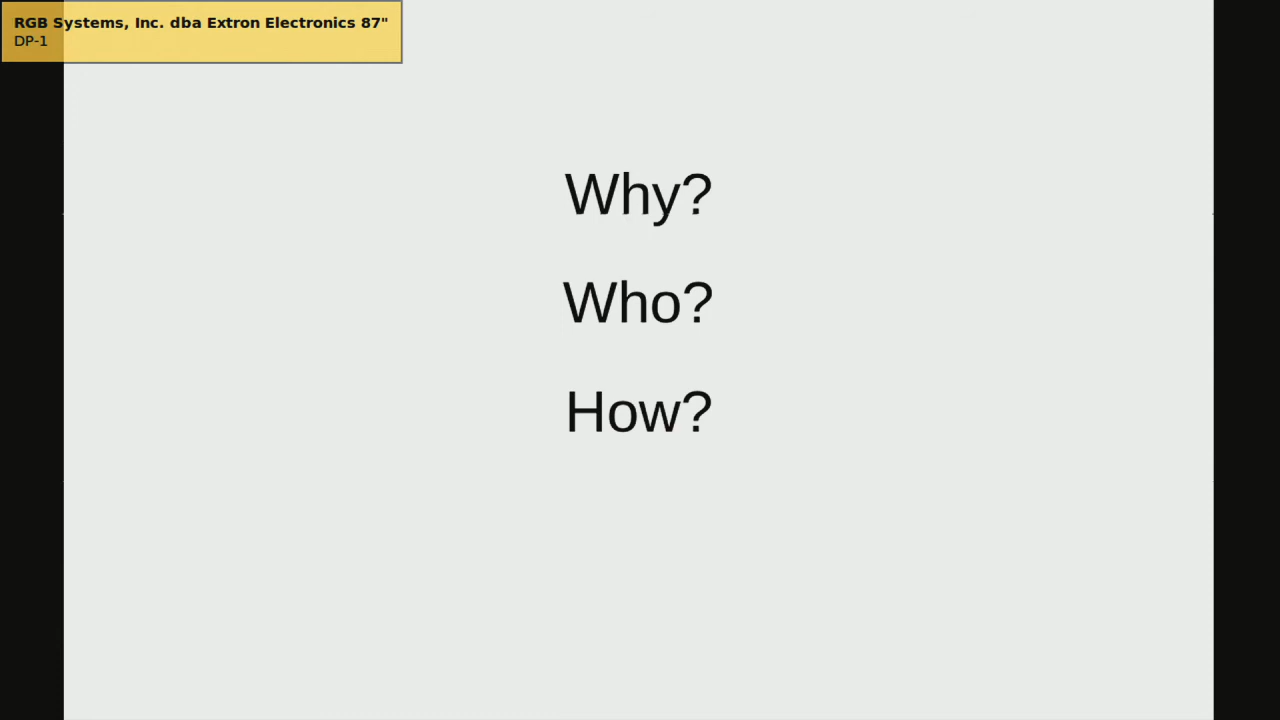 RGB Systems, Inc. dba Extron Electronics 87"
DP-1
Why?
Who?
How?